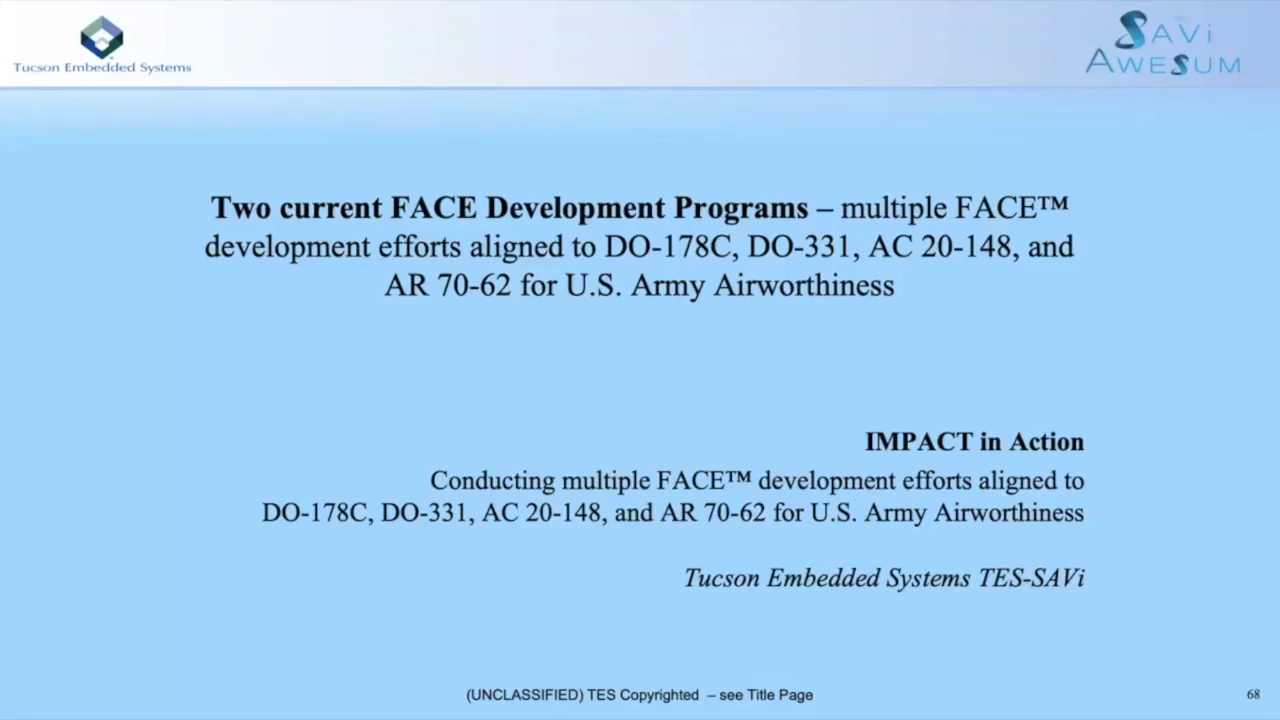 Tucson Embedded Systems
SAVi
AWESUM
Two current FACE Development Programs – multiple FACE™
development efforts aligned to DO-178C, DO-331, AC 20-148, and
AR 70-62 for U.S. Army Airworthiness
IMPACT in Action
Conducting multiple FACE™ development efforts aligned to
DO-178C, DO-331, AC 20-148, and AR 70-62 for U.S. Army Airworthiness
Tucson Embedded Systems TES-SAVi
(UNCLASSIFIED) TES Copyrighted – see Title Page
68